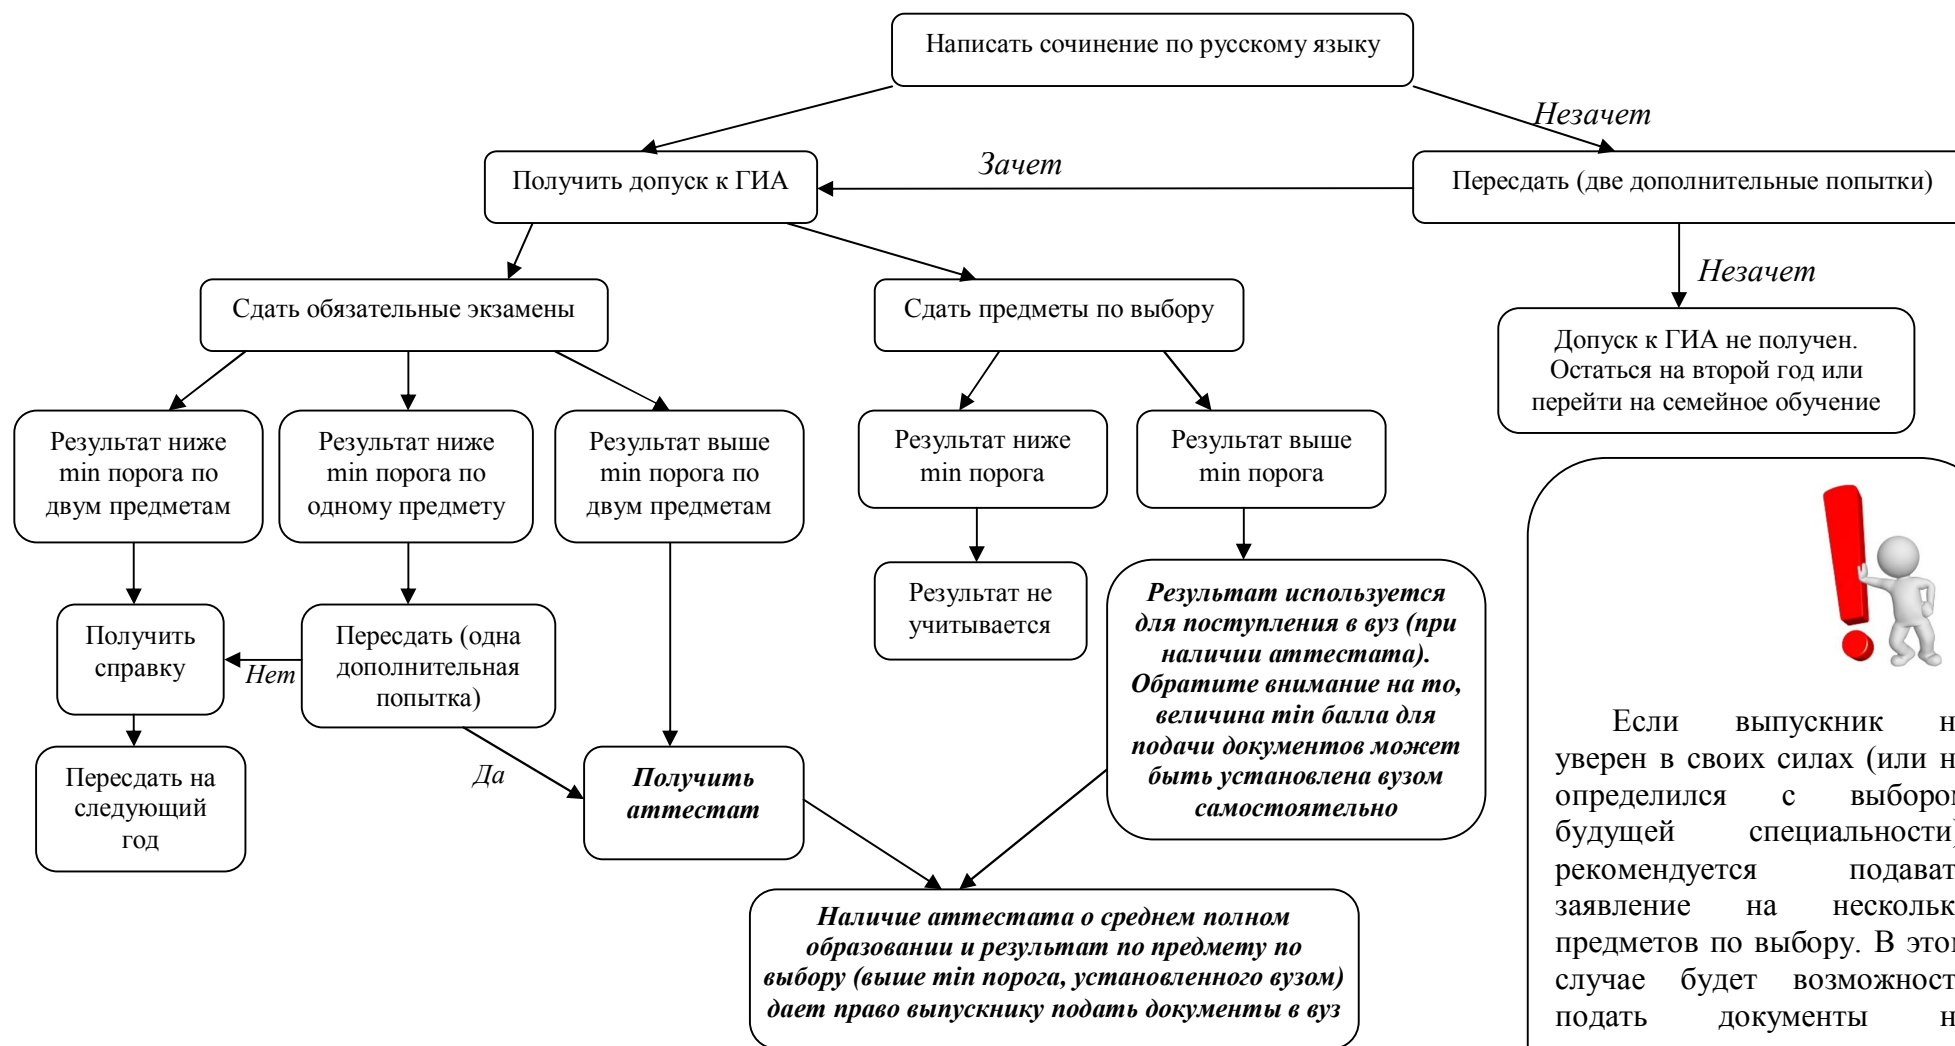 Написать сочинение по русскому языку
Незачет
Зачет
Получить допуск к ГИА
Пересдать (две дополнительные попытки)
Незачет
Сдать обязательные экзамены
Сдать предметы по выбору
Допуск к ГИА не получен.
Остаться на второй год или
перейти на семейное обучение
Результат ниже
min порога по
двум предметам
Результат ниже
min порога по
одному предмету
Результат выше
min порога по
двум предметам
Результат ниже
min порога
Результат выше
min порога
Получить
справку
Нет
Пересдать (одна
дополнительная
попытка)
Результат не
учитывается
Результат используется
для поступления в вуз (при
наличии аттестата).
Обратите внимание на то,
величина min балла для
подачи документов может
быть установлена вузом
самостоятельно
Пересдать на
следующий
год
Да
Получить
аттестат
Наличие аттестата о среднем полном
образовании и результат по предмету по
выбору (выше min порога, установленного вузом)
дает право выпускнику подать документы в вуз
Если выпускник
уверен в своих силах (или
определился с
будущей специальности)
рекомендуется
заявление на
предметов по выбору. В
случае будет
подать документы